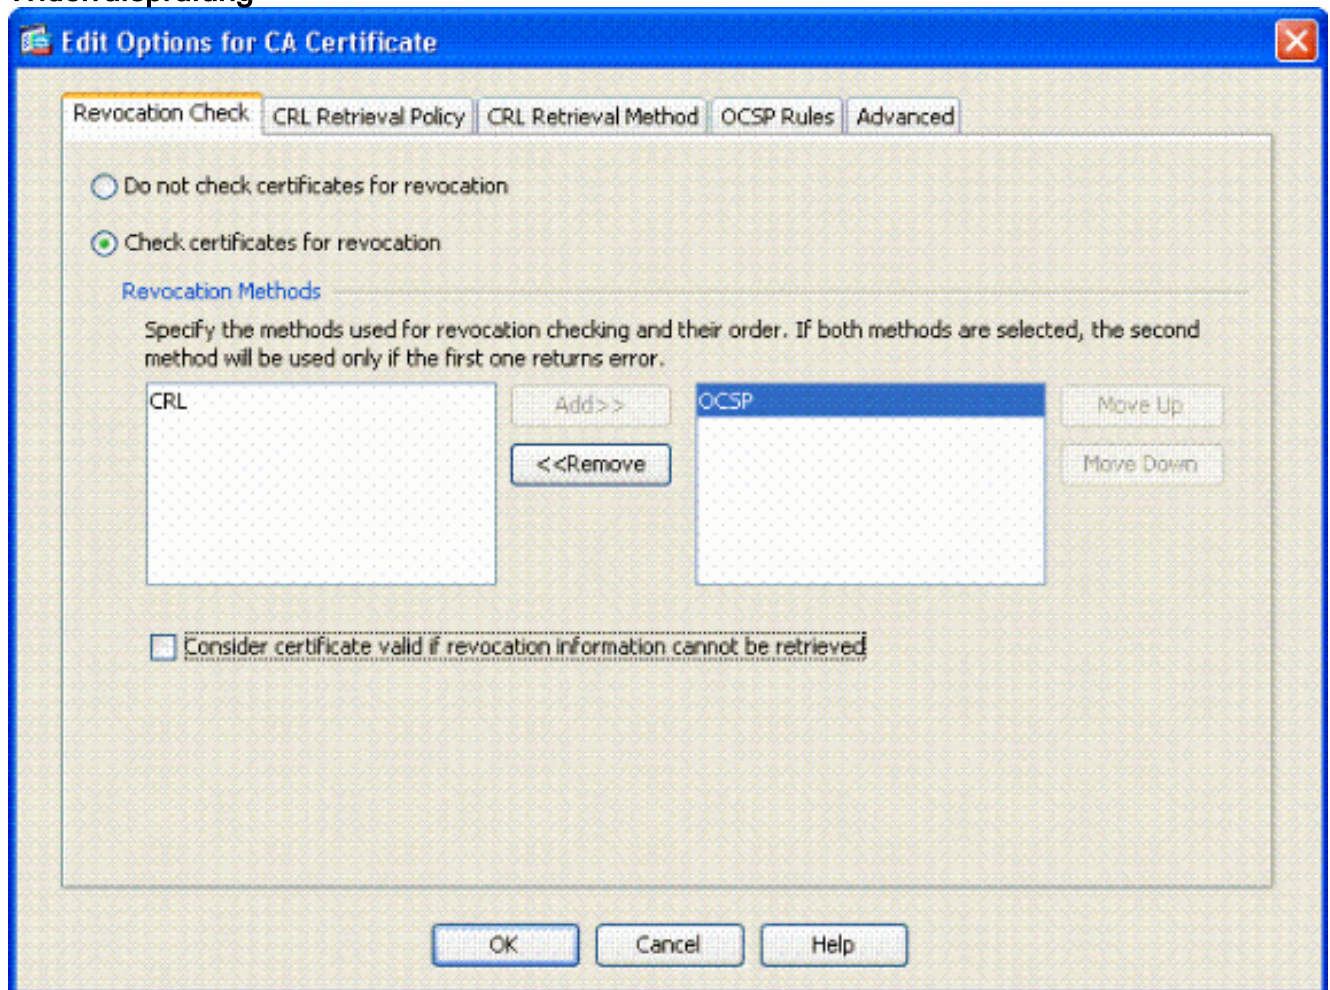 Widerrufsprüfung
Edit Options for CA Certificate
Revocation Check
CRL Retrieval Policy
CRL Retrieval Method
OCSP Rules
Advanced
Do not check certificates for revocation
Check certificates for revocation
Revocation Methods
Specify the methods used for revocation checking and their order. If both methods are selected, the second
method will be used only if the first one returns error.
CRL
Add>>
OCSP
Move Up
<<Remove
Move Down
Consider certificate valid if revocation information cannot be retrieved
OK
Cancel
Help